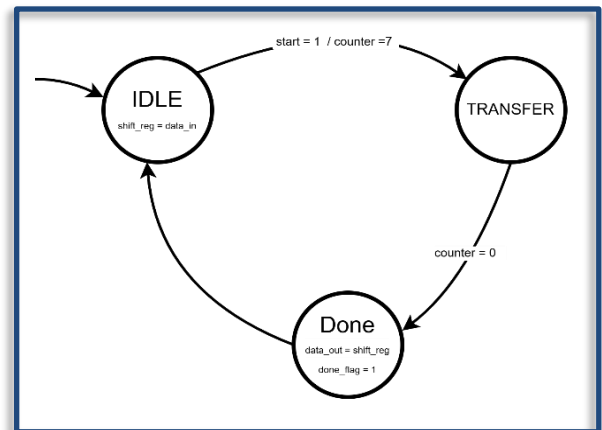 start = 1 / counter =7
IDLE
shift_reg = data_in
TRANSFER
counter = 0
Done
data_out = shift_reg
done_flag = 1